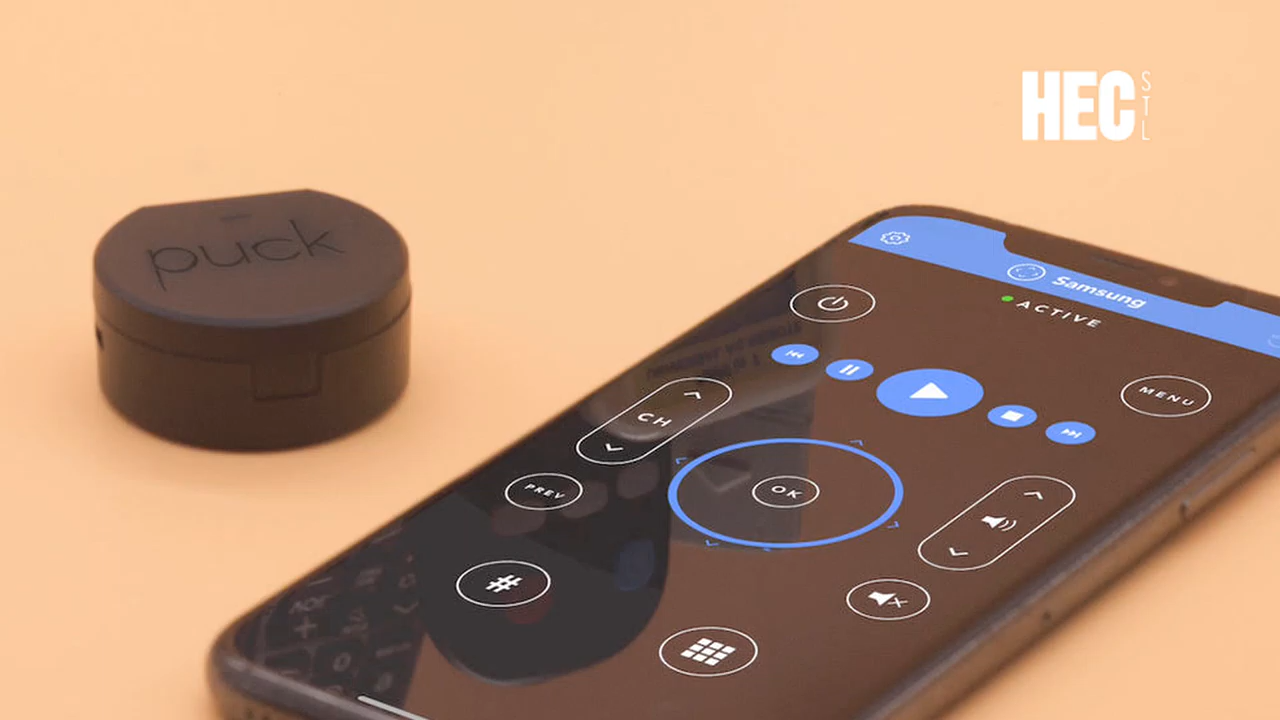 HEC
STL
puck
Samsung
ACTIVE
MENU
CH
PREV
OK
#